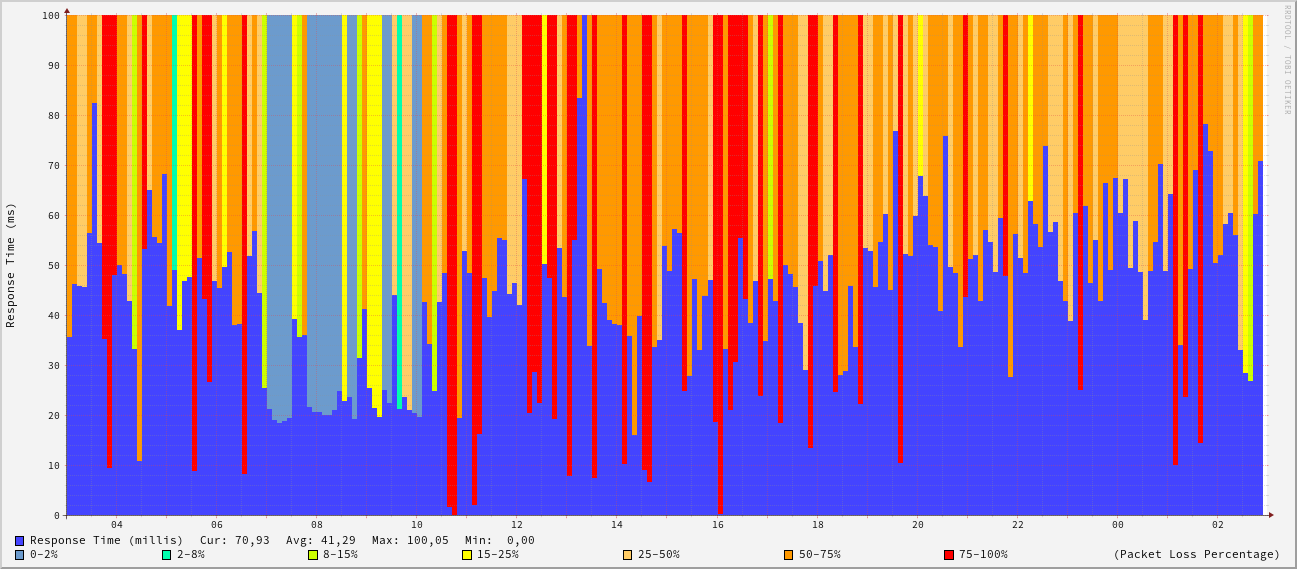 RRDTOOL / TOBI OETIKER
Response Time (ms)
100
90
80
70
60
50
40
30
20
10
0
04 06 08 10 12 14 16 18 20 22 00 02
Response Time (millis) Cur: 70,93 Avg: 41,29 Max: 100,05 Min: 0,00
0-2% 2-8% 8-15% 15-25% 25-50% 50-75% 75-100% (Packet Loss Percentage)